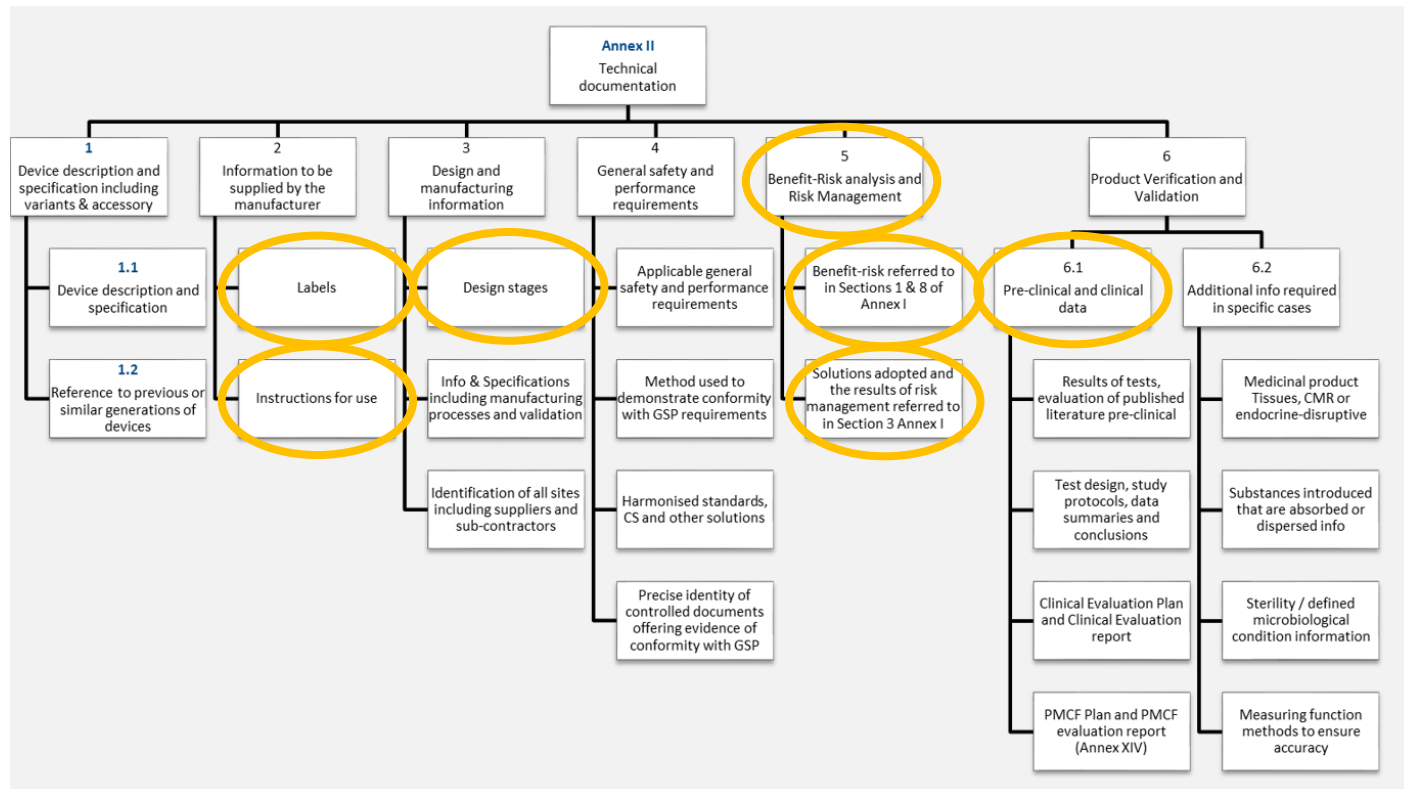 Annex II
Technical
documentation
1
Device description and
specification including
variants & accessory
2
Information to be
supplied by the
manufacturer
3
Design and
manufacturing
information
4
General safety and
performance
requirements
5
Benefit-Risk analysis and
Risk Management
6
Product Verification and
Validation
1.1
Device description and
specification
1.2
Reference to previous or
similar generations of
devices
Labels
Instructions for use
Design stages
Info & Specifications
including manufacturing
processes and validation
Identification of all sites
including suppliers and
sub-contractors
Applicable general
safety and performance
requirements
Method used to
demonstrate conformity
with GSP requirements
Harmonised standards,
CS and other solutions
Precise identity of
controlled documents
offering evidence of
conformity with GSP
Benefit-risk referred to
in Sections 1 & 8 of
Annex I
Solutions adopted and
the results of risk
management referred to
in Section 3 Annex I
6.1
Pre-clinical and clinical
data
Results of tests,
evaluation of published
literature pre-clinical
Test design, study
protocols, data
summaries and
conclusions
Clinical Evaluation Plan
and Clinical Evaluation
report
PMCF Plan and PMCF
evaluation report
(Annex XIV)
6.2
Additional info required
in specific cases
Medicinal product
Tissues, CMR or
endocrine-disruptive
Substances introduced
that are absorbed or
dispersed info
Sterility / defined
microbiological
condition information
Measuring function
methods to ensure
accuracy